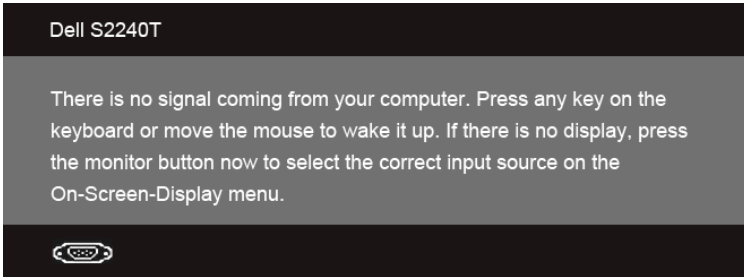 Dell S2240T
There is no signal coming from your computer. Press any key on the
keyboard or move the mouse to wake it up. If there is no display, press
the monitor button now to select the correct input source on the
On-Screen-Display menu.